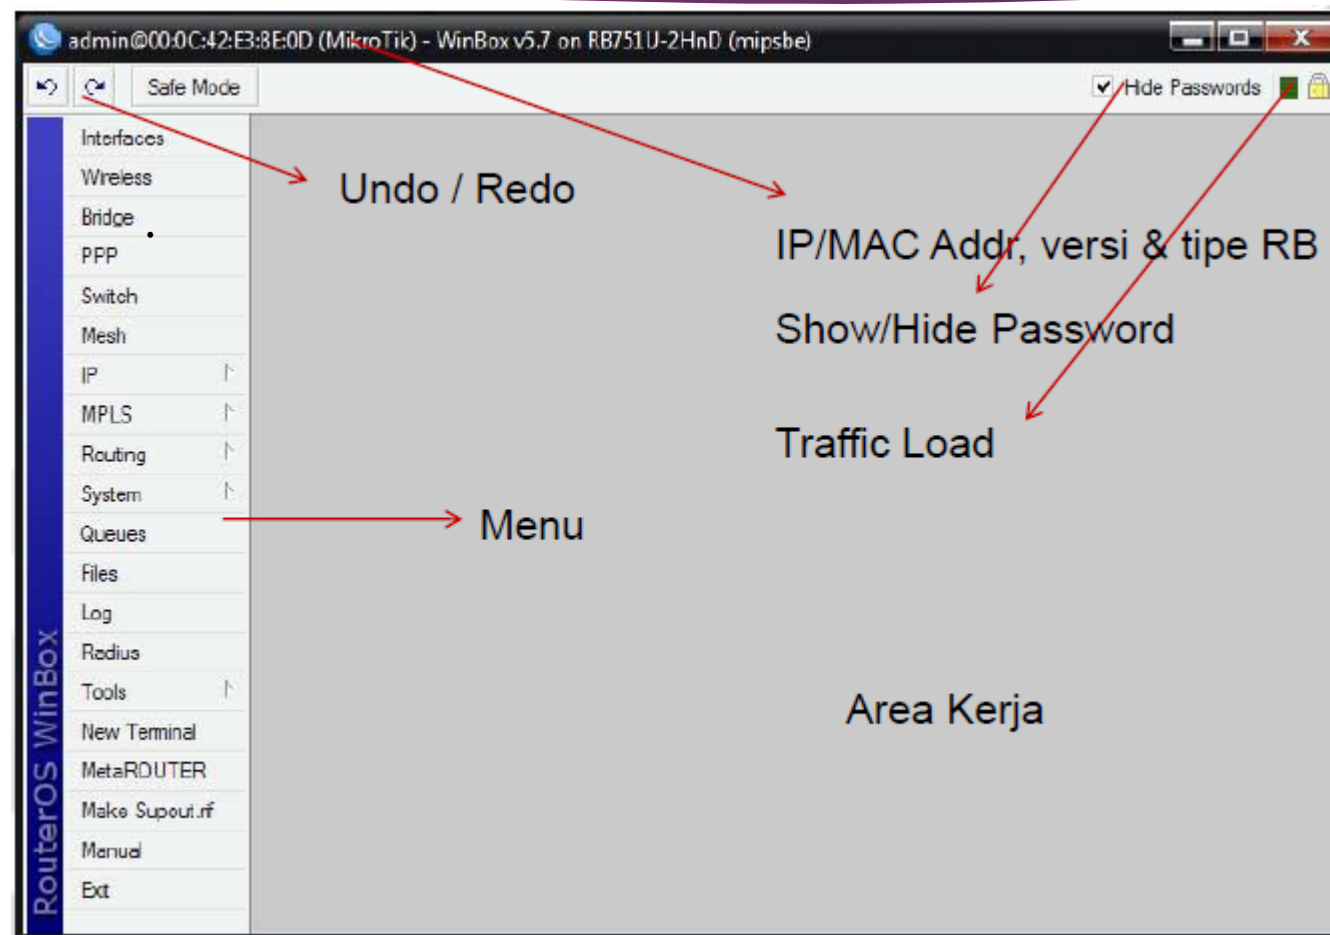 admin@00:0C:42:E3:8E:0D (MikroTik) - WinBox v5.7 on RB751U-2HnD (mipsbe)
Safe Mode
Hide Passwords
Interfaces
Wireless
Bridge
PPP
Switch
Mesh
IP
MPLS
Routing
System
Queues
Files
Log
Radius
Tools
New Terminal
MetaROUTER
Make Supout.rif
Manual
Exit
RouterOS WinBox
Undo / Redo
IP/MAC Addr, versi & tipe RB
Show/Hide Password
Traffic Load
Menu
Area Kerja